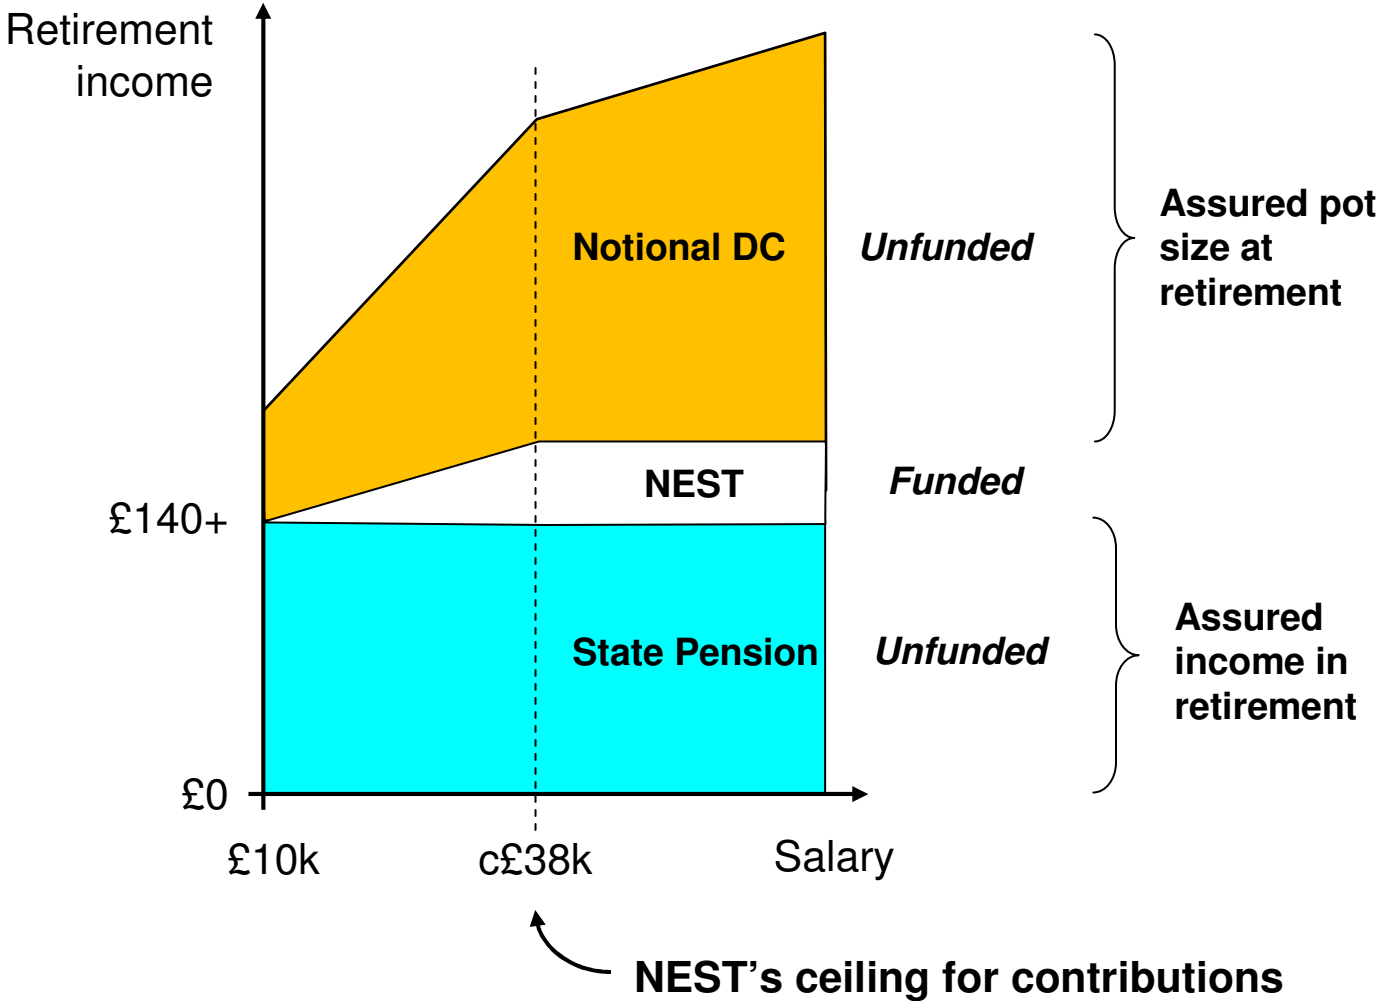 Retirement
income
Notional DC
Unfunded
Assured pot
size at
retirement
NEST
Funded
£140+
State Pension
Unfunded
Assured
income in
retirement
£0
£10k
c£38k
Salary
NEST’s ceiling for contributions